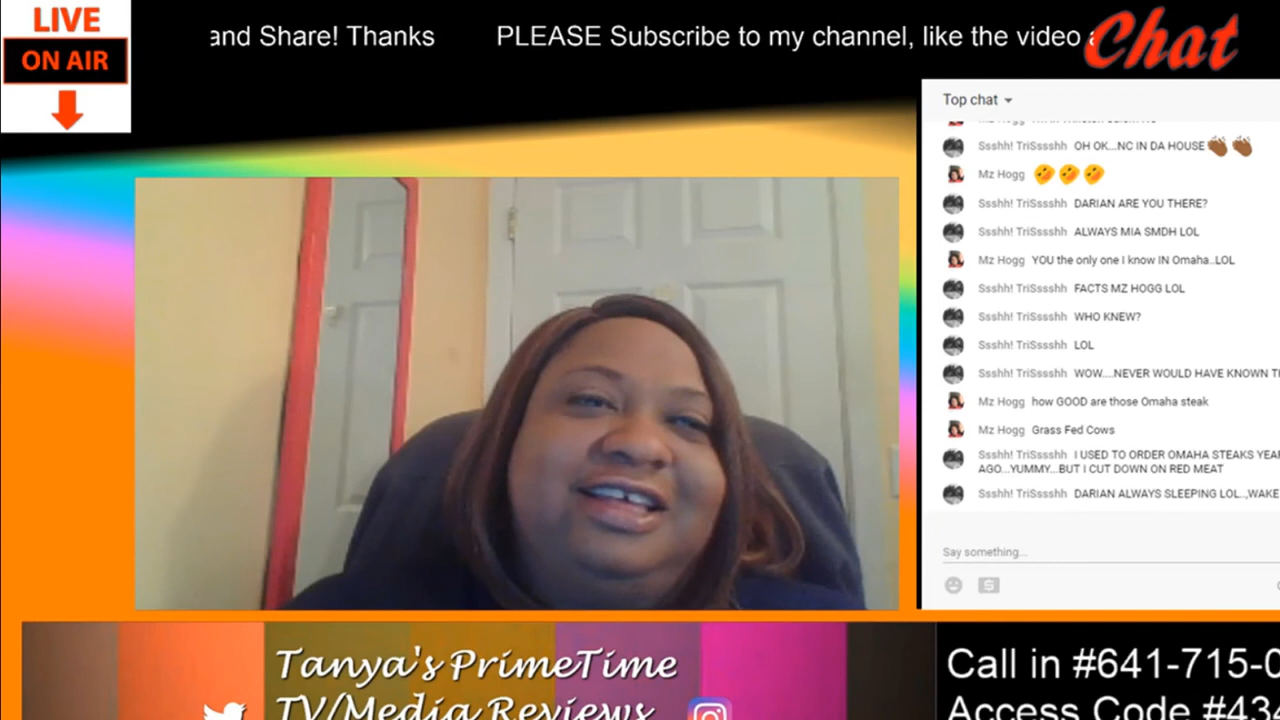 LIVE
ON AIR
and Share! Thanks
PLEASE Subscribe to my channel, like the video
Chat
Top chat
Ssshh! TriSssshh OH OK...NC IN DA HOUSE
Mz Hogg
Ssshh! TriSssshh DARIAN ARE YOU THERE?
Ssshh! TriSssshh ALWAYS MIA SMDH LOL
Mz Hogg YOU the only one I know IN Omaha..LOL
Ssshh! TriSssshh FACTS MZ HOGG LOL
Ssshh! TriSssshh WHO KNEW?
Ssshh! TriSssshh LOL
Ssshh! TriSssshh WOW....NEVER WOULD HAVE KNOWN
Mz Hogg how GOOD are those Omaha steak
Mz Hogg Grass Fed Cows
Ssshh! TriSssshh I USED TO ORDER OMAHA STEAKS
AGO...YUMMY...BUT I CUT DOWN ON RED MEAT
Ssshh! TriSssshh DARIAN ALWAYS SLEEPING LOL..,WAKE
Say something...
Tanya's PrimeTime
TV/Media Reviews
Call in #641-715-0
Access Code #434